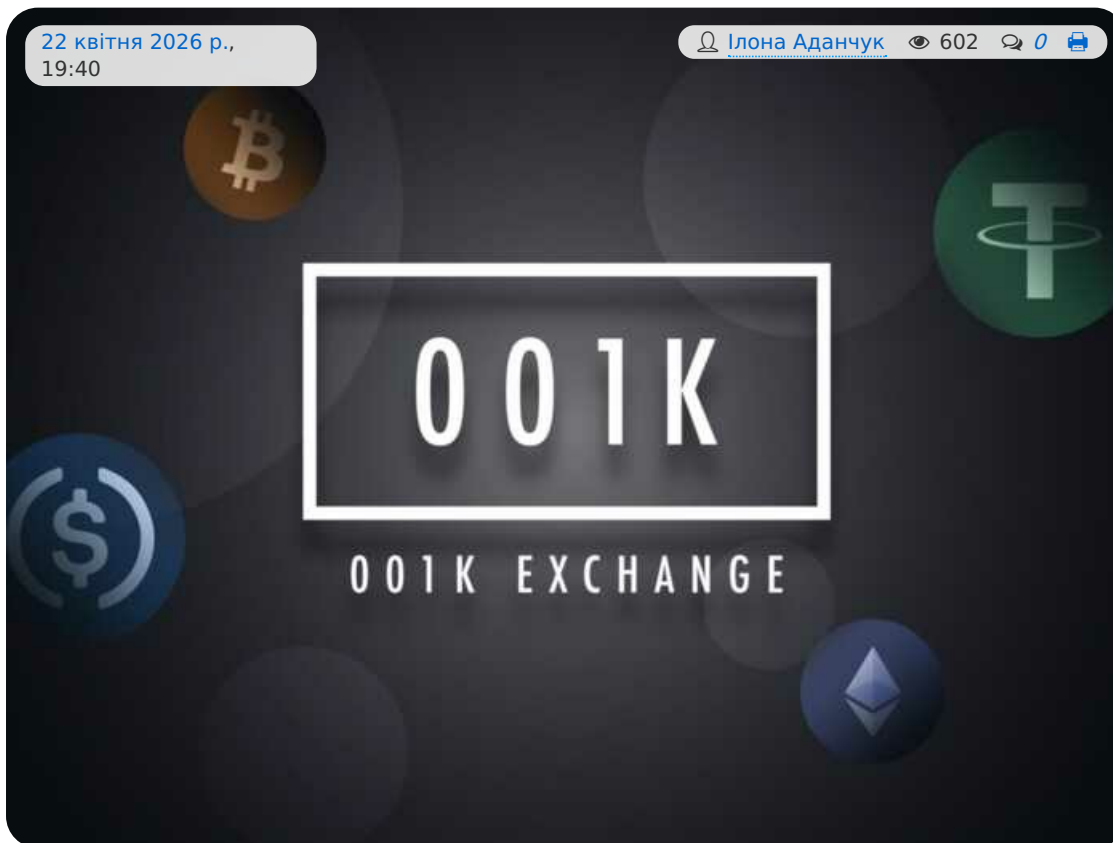 22 квітня 2026 р.,
19:40
Ілона Аданчук 602 0
001K
001K EXCHANGE